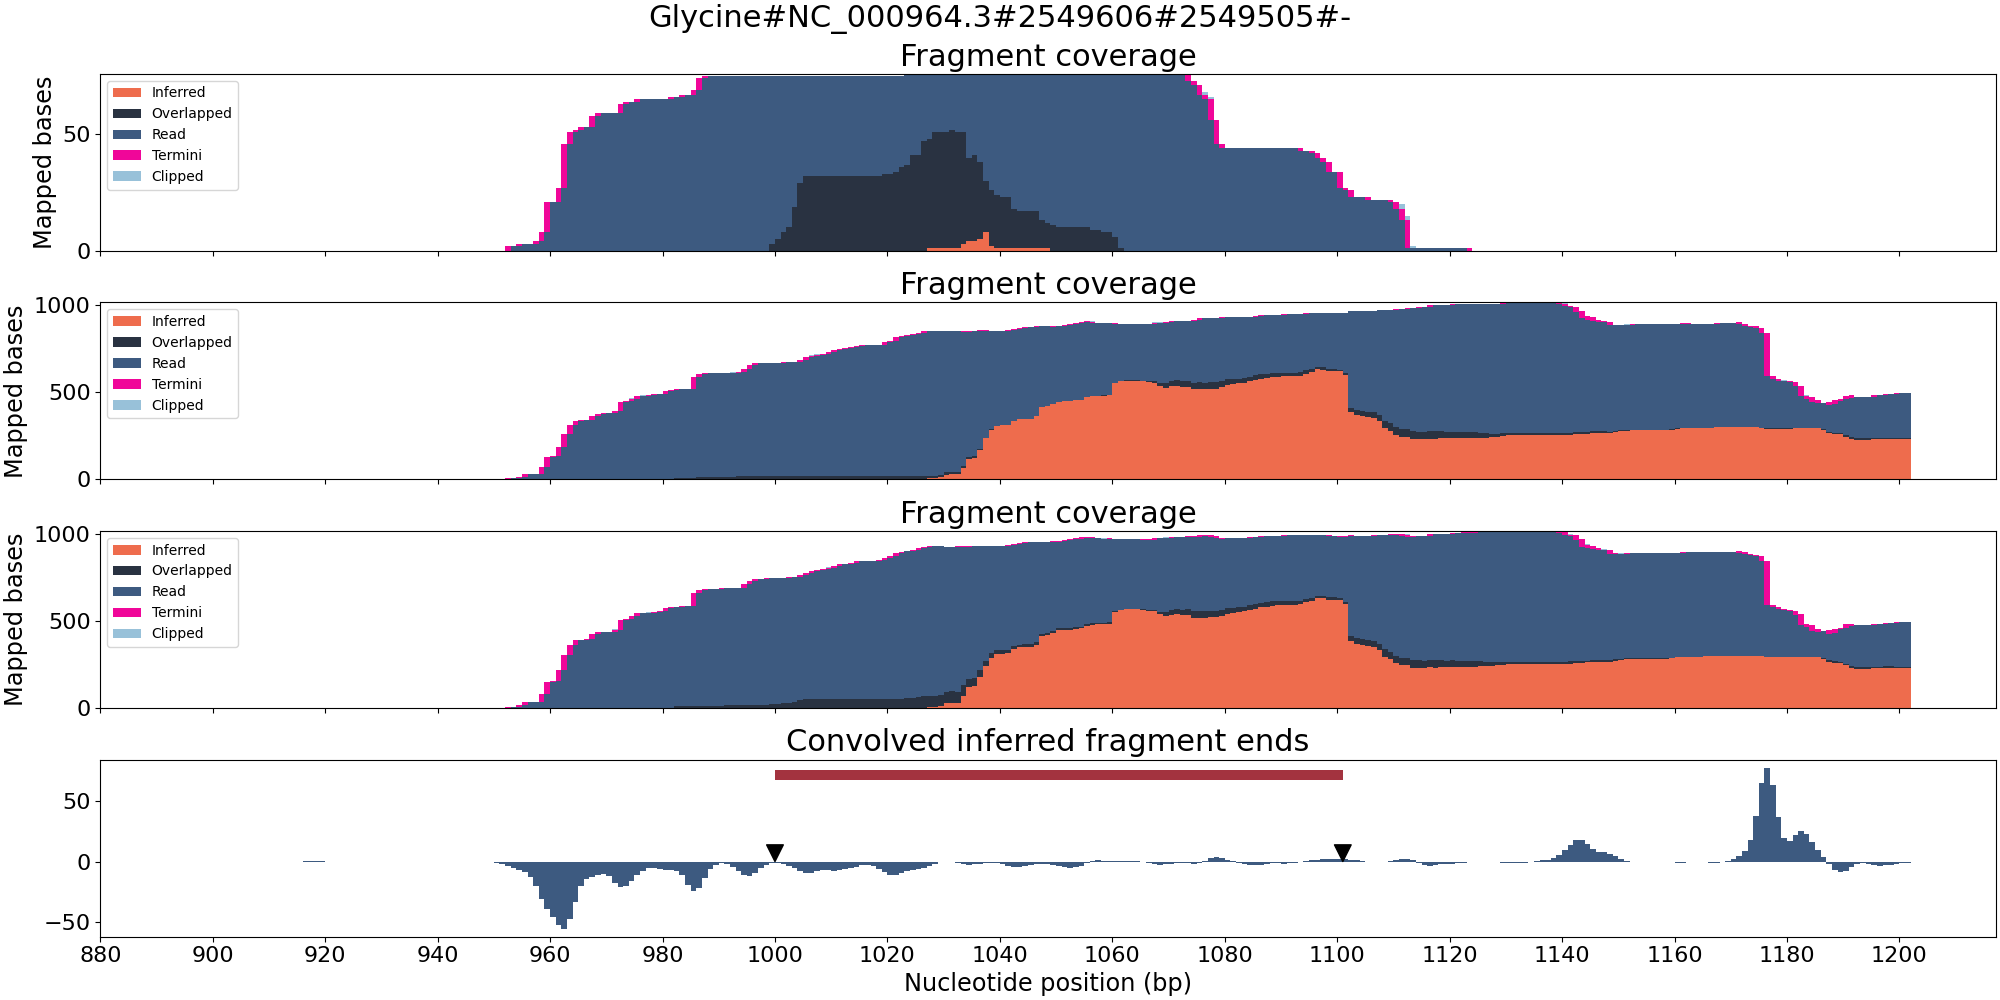 Glycine#NC_000964.3#2549606#2549505#-
Fragment coverage
Mapped bases
50
0
Inferred
Overlapped
Read
Termini
Clipped
Fragment coverage
Mapped bases
1000
500
0
Inferred
Overlapped
Read
Termini
Clipped
Fragment coverage
Mapped bases
1000
500
0
Inferred
Overlapped
Read
Termini
Clipped
Convolved inferred fragment ends
50
0
−50
880 900 920 940 960 980 1000 1020 1040 1060 1080 1100 1120 1140 1160 1180 1200
Nucleotide position (bp)